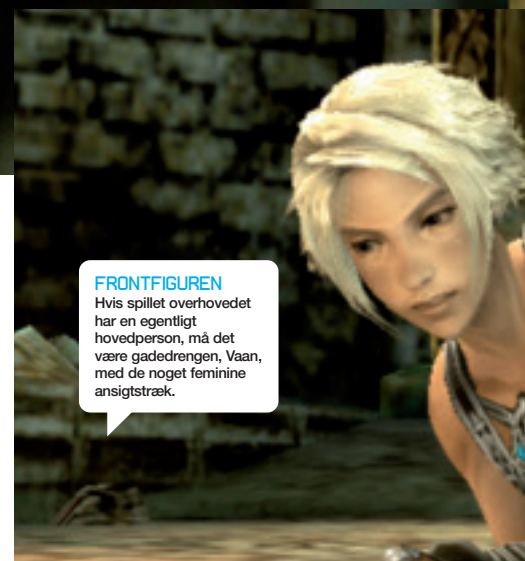 FRONTFIGUREN
Hvis spillet overhovedet
har en egentligt
hovedperson, må det
være gadedrengen, Vaan,
med de noget feminine
ansigtstræk.